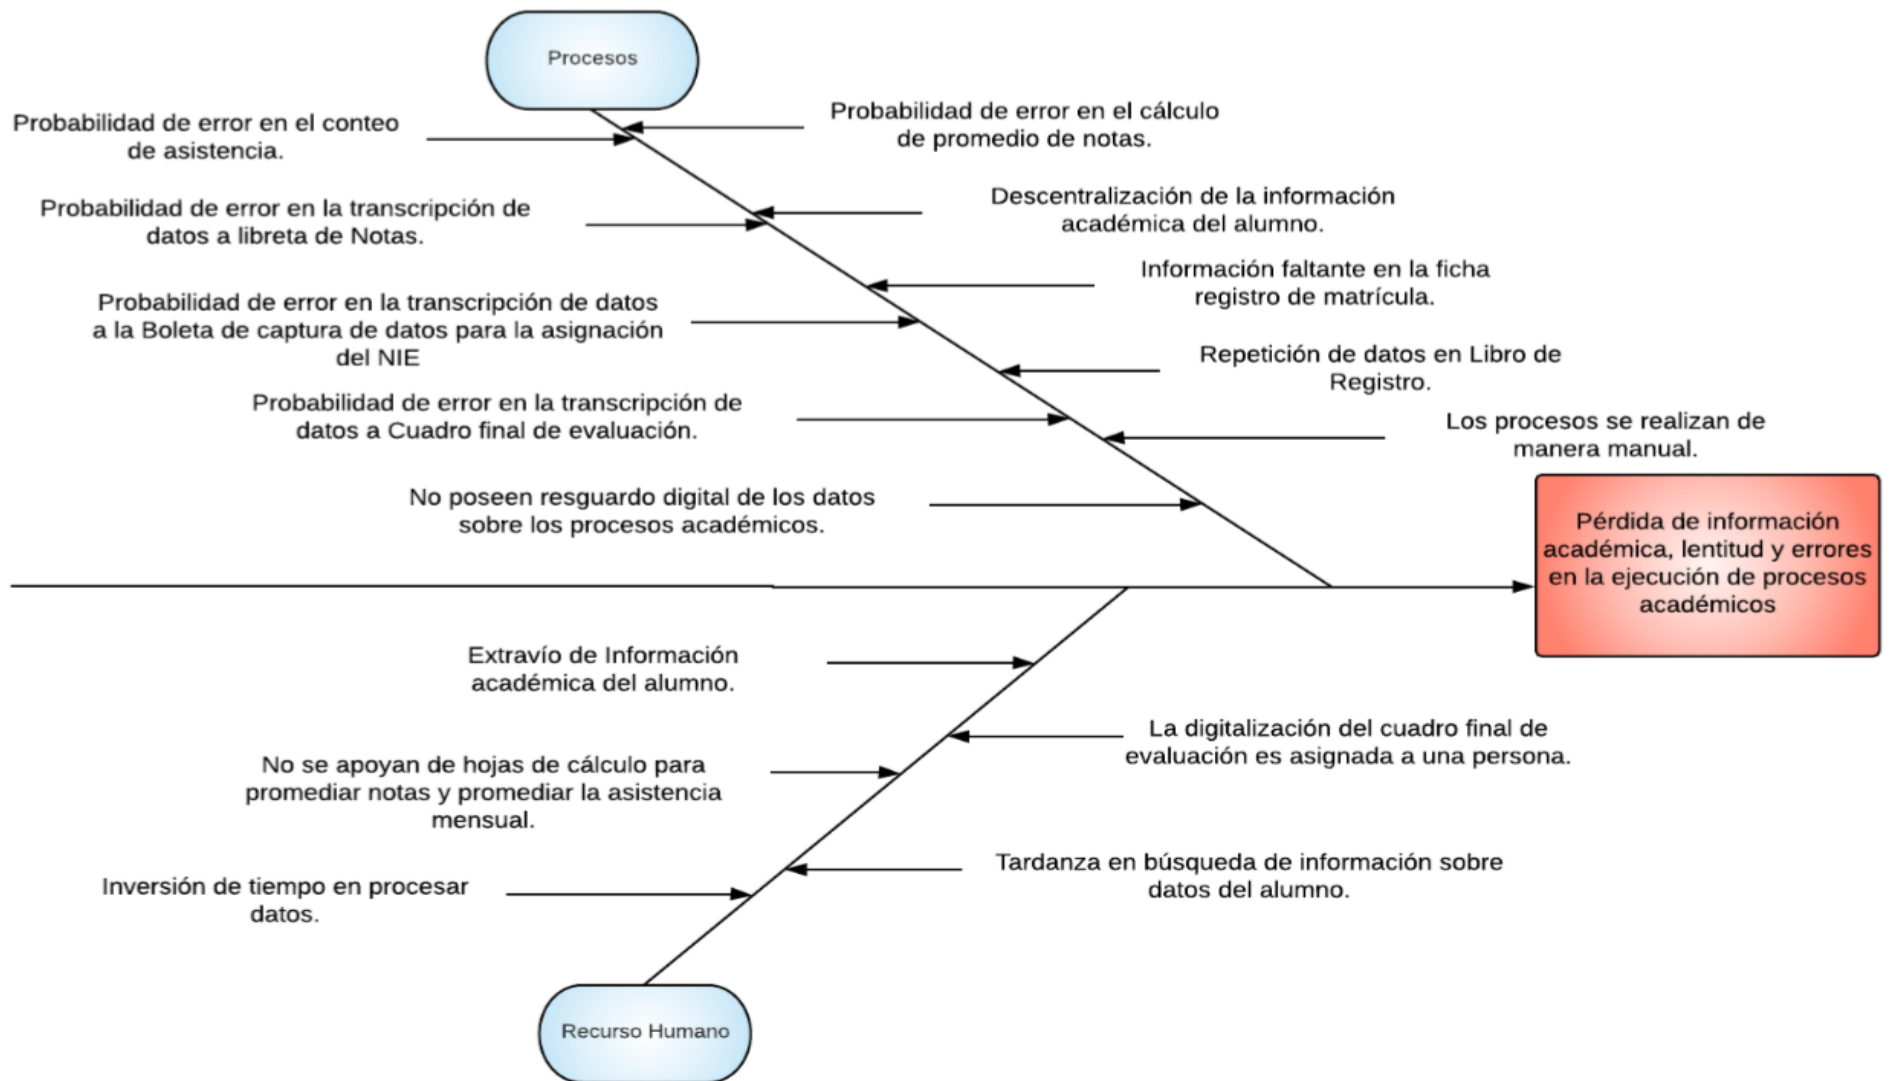 Procesos
Probabilidad de error en el conteo
de asistencia.
Probabilidad de error en el cálculo
de promedio de notas.
Probabilidad de error en la transcripción de
datos a libreta de Notas.
Descentralización de la información
académica del alumno.
Información faltante en la ficha
registro de matrícula.
Probabilidad de error en la transcripción de datos
a la Boleta de captura de datos para la asignación
del NIE
Repetición de datos en Libro de
Registro.
Probabilidad de error en la transcripción de
datos a Cuadro final de evaluación.
Los procesos se realizan de
manera manual.
No poseen resguardo digital de los datos
sobre los procesos académicos.
Pérdida de información
académica, lentitud y errores
en la ejecución de procesos
académicos
Extravío de Información
académica del alumno.
La digitalización del cuadro final de
evaluación es asignada a una persona.
No se apoyan de hojas de cálculo para
promediar notas y promediar la asistencia
mensual.
Tardanza en búsqueda de información sobre
datos del alumno.
Inversión de tiempo en procesar
datos.
Recurso Humano